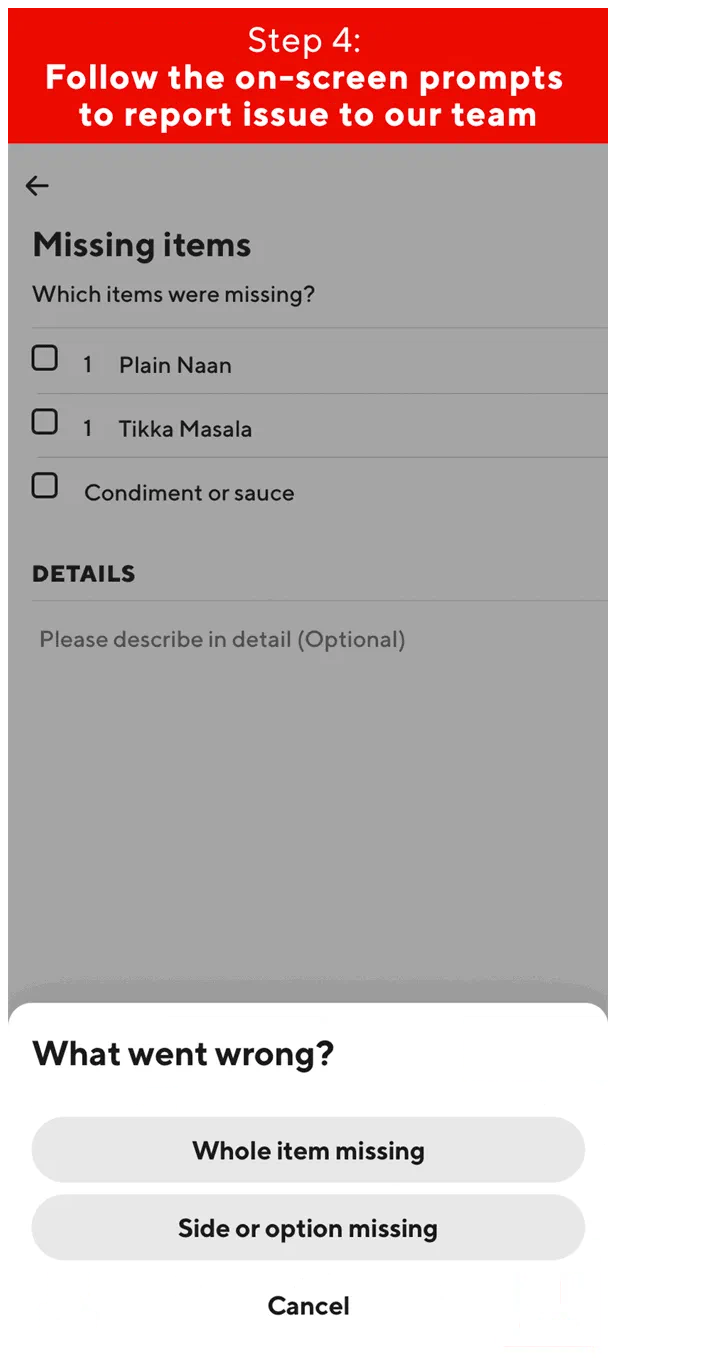 Step 4:
Follow the on-screen prompts
to report issue to our team
Missing items
Which items were missing?
1 Plain Naan
1 Tikka Masala
Condiment or sauce
DETAILS
Please describe in detail (Optional)
What went wrong?
Whole item missing
Side or option missing
Cancel